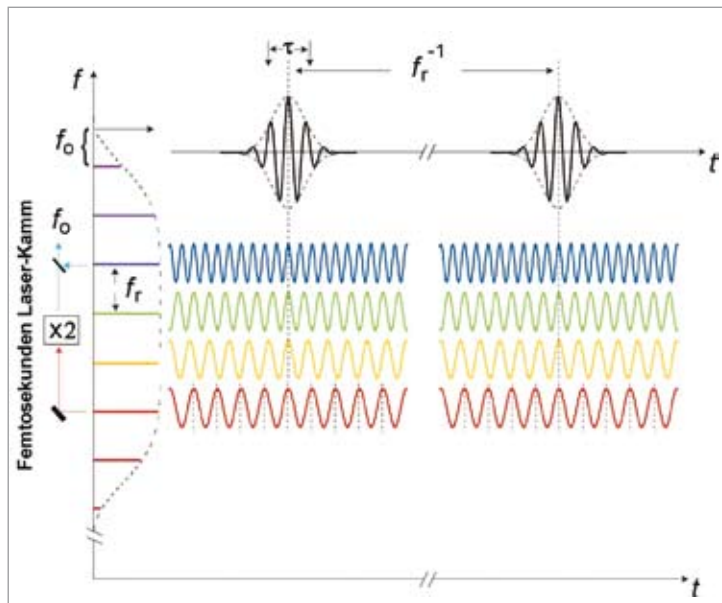 τ
f
f_r^{-1}
f_o
t
f_o
f_r
X2
Femtosekunden Laser-Kamm
t